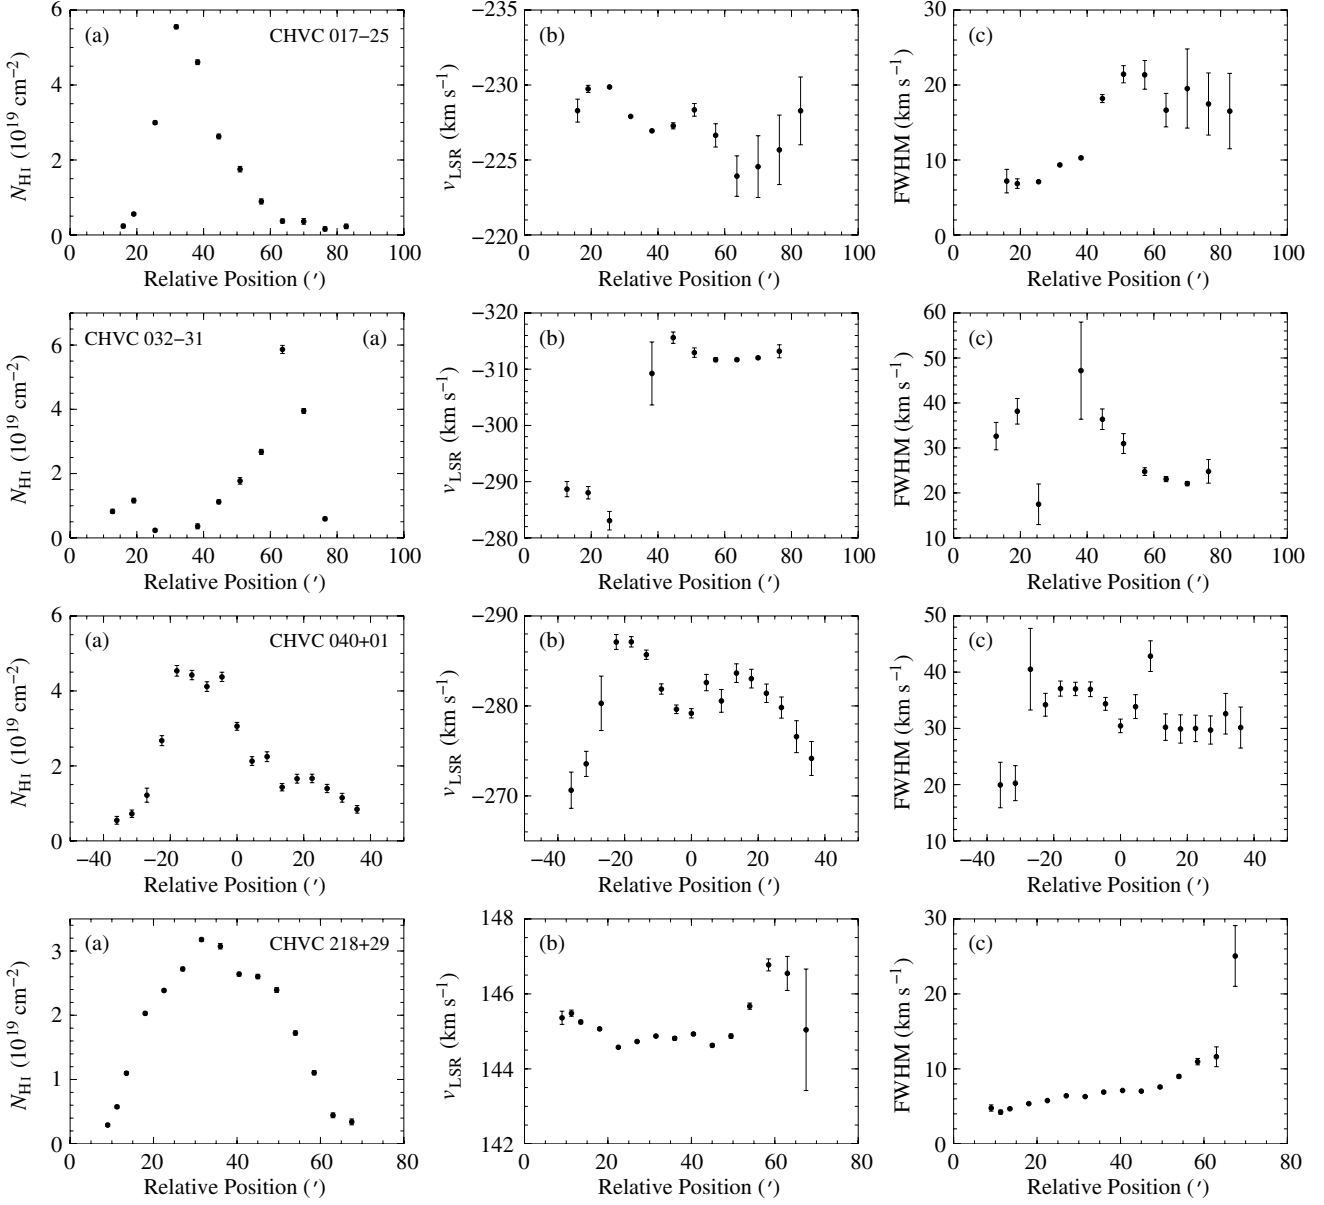 6
4
2
0
(a)
CHVC 017−25
N_HI (10^19 cm^−2)
0 20 40 60 80 100
Relative Position (′)
−235
−230
−225
−220
(b)
v_LSR (km s^−1)
0 20 40 60 80 100
Relative Position (′)
30
20
10
0
(c)
FWHM (km s^−1)
0 20 40 60 80 100
Relative Position (′)
6
4
2
0
CHVC 032−31
(a)
N_HI (10^19 cm^−2)
0 20 40 60 80 100
Relative Position (′)
−320
−310
−300
−290
−280
(b)
v_LSR (km s^−1)
0 20 40 60 80 100
Relative Position (′)
60
50
40
30
20
10
(c)
FWHM (km s^−1)
0 20 40 60 80 100
Relative Position (′)
6
4
2
0
(a)
CHVC 040+01
N_HI (10^19 cm^−2)
−40 −20 0 20 40
Relative Position (′)
−290
−280
−270
(b)
v_LSR (km s^−1)
−40 −20 0 20 40
Relative Position (′)
50
40
30
20
10
(c)
FWHM (km s^−1)
−40 −20 0 20 40
Relative Position (′)
3
2
1
0
(a)
CHVC 218+29
N_HI (10^19 cm^−2)
0 20 40 60 80
Relative Position (′)
148
146
144
142
(b)
v_LSR (km s^−1)
0 20 40 60 80
Relative Position (′)
30
20
10
0
(c)
FWHM (km s^−1)
0 20 40 60 80
Relative Position (′)